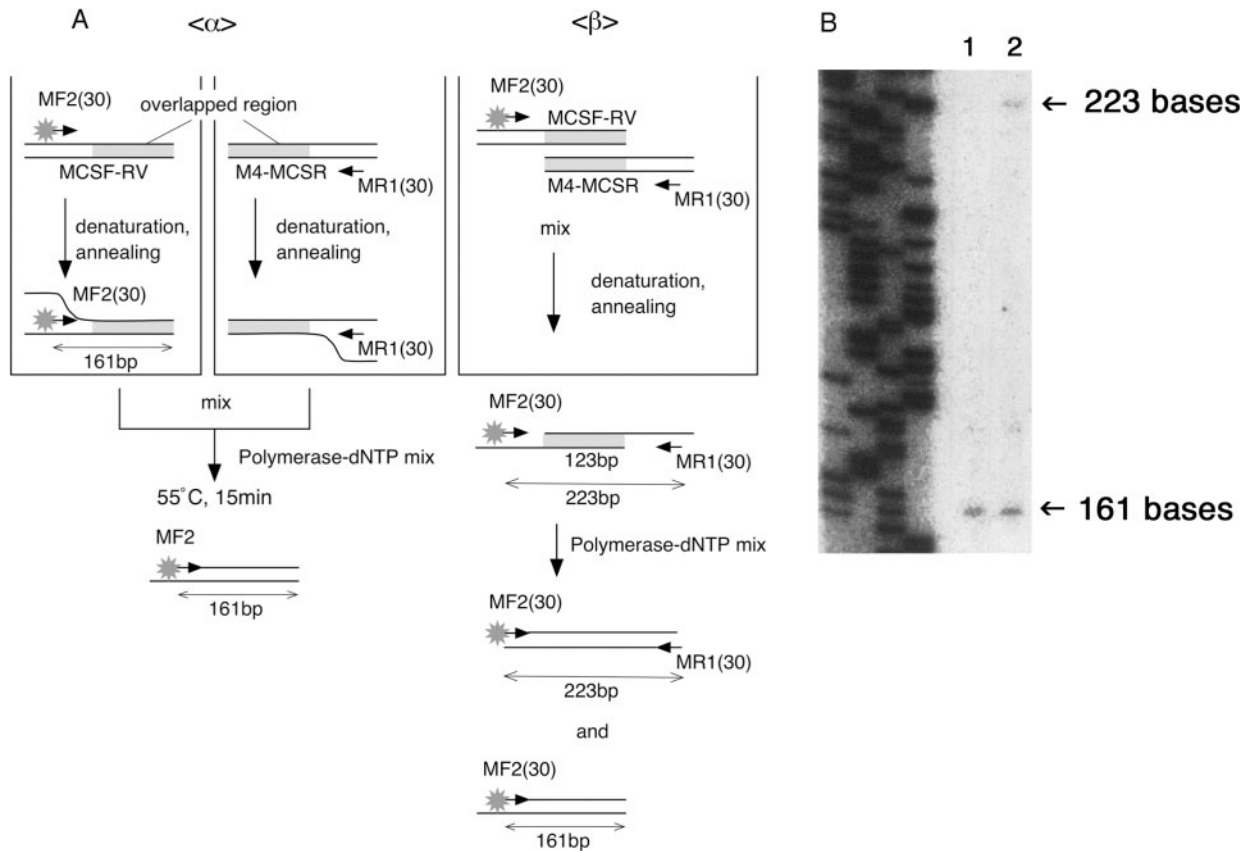 A
<α>
<β>
MF2(30)
overlapped region
MCSF-RV
M4-MCSR
MR1(30)
denaturation,
annealing
denaturation,
annealing
MF2(30)
161bp
MR1(30)
mix
Polymerase-dNTP mix
55°C, 15min
MF2
161bp
MF2(30)
MCSF-RV
M4-MCSR
MR1(30)
mix
denaturation,
annealing
MF2(30)
123bp
MR1(30)
223bp
Polymerase-dNTP mix
MF2(30)
MR1(30)
223bp
and
MF2(30)
161bp
B
1 2
← 223 bases
← 161 bases